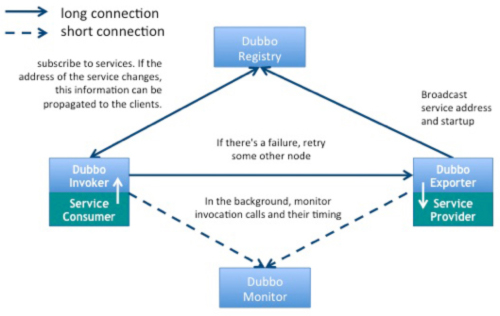 long connection
short connection
Dubbo
Registry
subscribe to services. If the
address of the service changes,
this information can be
propagated to the clients.
Broadcast
service address
and startup
If there's a failure, retry
some other node
Dubbo
Invoker
Service
Consumer
Dubbo
Exporter
Service
Provider
In the background, monitor
invocation calls and their timing
Dubbo
Monitor